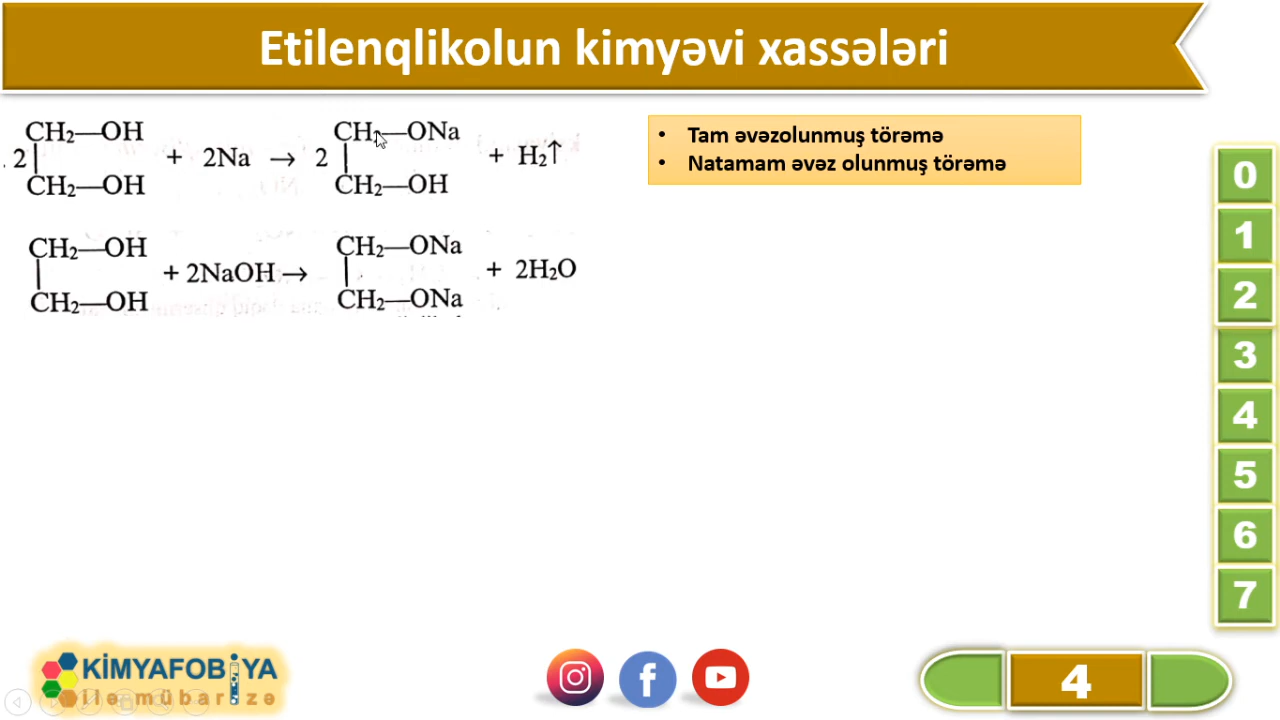 Etilenqlikolun kimyəvi xassələri
CH₂—OH
CH₂—ONa
. 2 + 2Na → 2 + H₂↑
CH₂—OH
CH₂—OH
• Tam əvəzolunmuş törəmə
• Natamam əvəz olunmuş törəmə
CH₂—OH
CH₂—ONa
+ 2NaOH → + 2H₂O
CH₂—OH
CH₂—ONa
0
1
2
3
4
5
6
7
KİMYAFOBİYA
ilə mübarizə
4